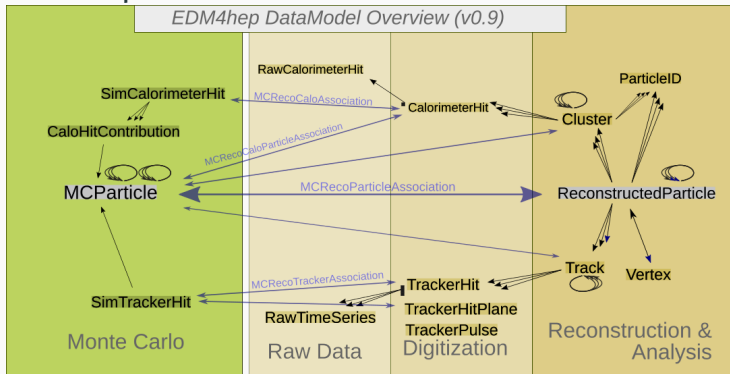 EDM4hep DataModel Overview (v0.9)
RawCalorimeterHit
ParticleID
SimCalorimeterHit
MCRecoCaloAssociation
CalorimeterHit
Cluster
CaloHitContribution
MCRecoCaloParticleAssociation
MCParticle
MCRecoParticleAssociation
ReconstructedParticle
Track
Vertex
MCRecoTrackerAssociation
TrackerHit
SimTrackerHit
RawTimeSeries
TrackerHitPlane
TrackerPulse
Monte Carlo
Raw Data
Digitization
Reconstruction &
Analysis